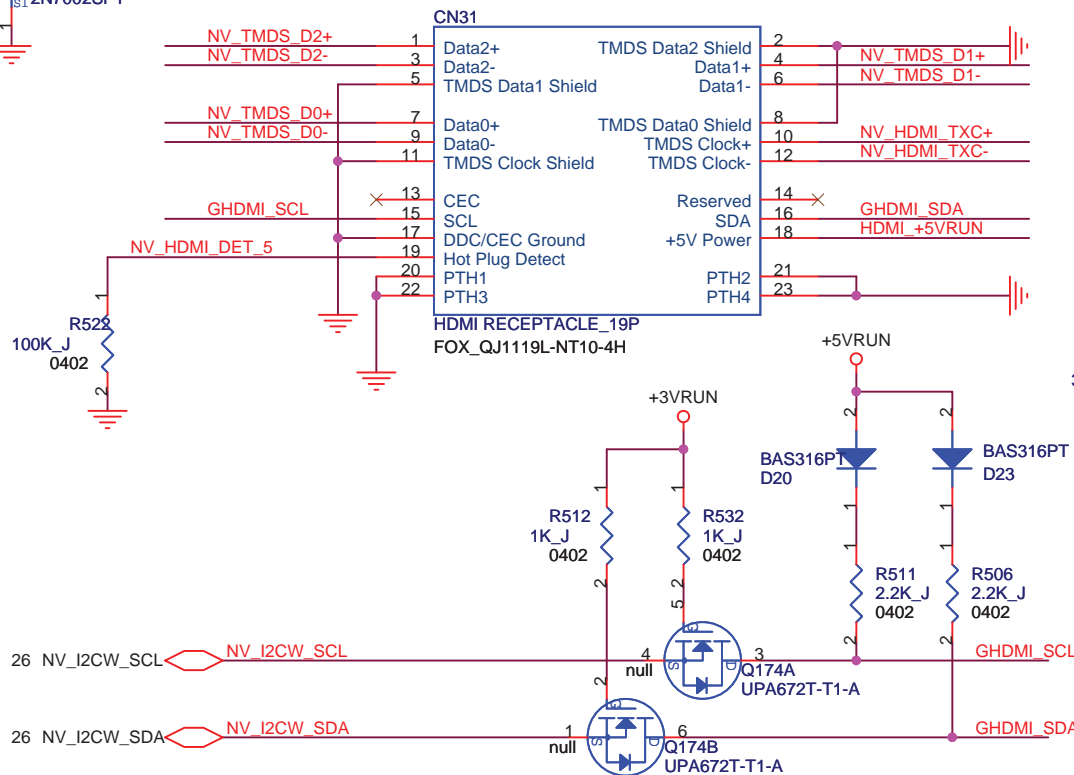 S1 2N7002SPT
1
CN31
NV_TMDS_D2+ 1 Data2+ TMDS Data2 Shield 2
NV_TMDS_D2- 3 Data2- Data1+ 4 NV_TMDS_D1+
5 TMDS Data1 Shield Data1- 6 NV_TMDS_D1-
NV_TMDS_D0+ 7 Data0+ TMDS Data0 Shield 8
NV_TMDS_D0- 9 Data0- TMDS Clock+ 10 NV_HDMI_TXC+
11 TMDS Clock Shield TMDS Clock- 12 NV_HDMI_TXC-
13 CEC Reserved 14
GHDMI_SCL 15 SCL SDA 16 GHDMI_SDA
17 DDC/CEC Ground +5V Power 18 HDMI_+5VRUN
NV_HDMI_DET_5 19 Hot Plug Detect
20 PTH1 PTH2 21
22 PTH3 PTH4 23
HDMI RECEPTACLE_19P
FOX_QJ1119L-NT10-4H
1
R522
100K_J
0402
2
+5VRUN
+3VRUN
2 2
BAS316PT
D20
BAS316PT
D23
1 1
1 1
R512
1K_J
0402
R532
1K_J
0402
1 1
R511
2.2K_J
0402
R506
2.2K_J
0402
2 2
2 2
5
26 NV_I2CW_SCL NV_I2CW_SCL 4 G S D 3 GHDMI_SCL
null
Q174A
UPA672T-T1-A
2
26 NV_I2CW_SDA NV_I2CW_SDA 1 G S D 6 GHDMI_SDA
null
Q174B
UPA672T-T1-A